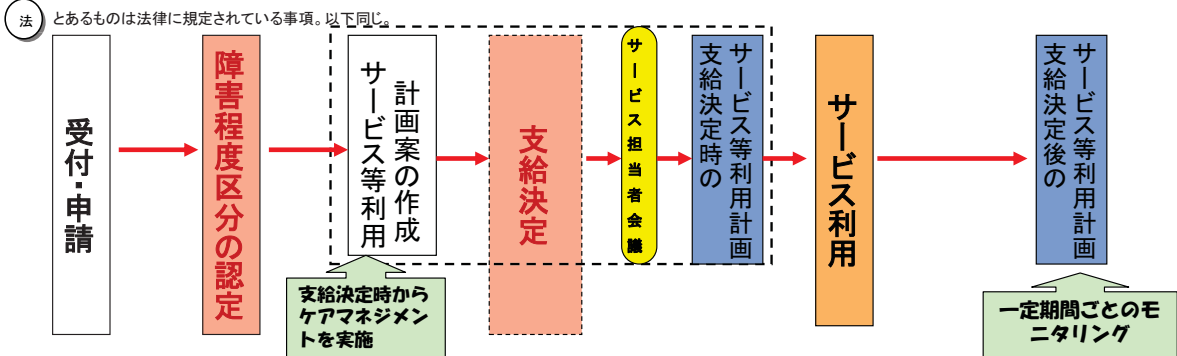 法 とあるものは法律に規定されている事項。以下同じ。
受付・申請
障害程度区分の認定
サービス等利用
計画案の作成
支給決定
サービス担当者会議
支給決定時の
サービス等利用計画
サービス利用
支給決定後の
サービス等利用計画
支給決定時から
ケアマネジメン
トを実施
一定期間ごとのモ
ニタリング